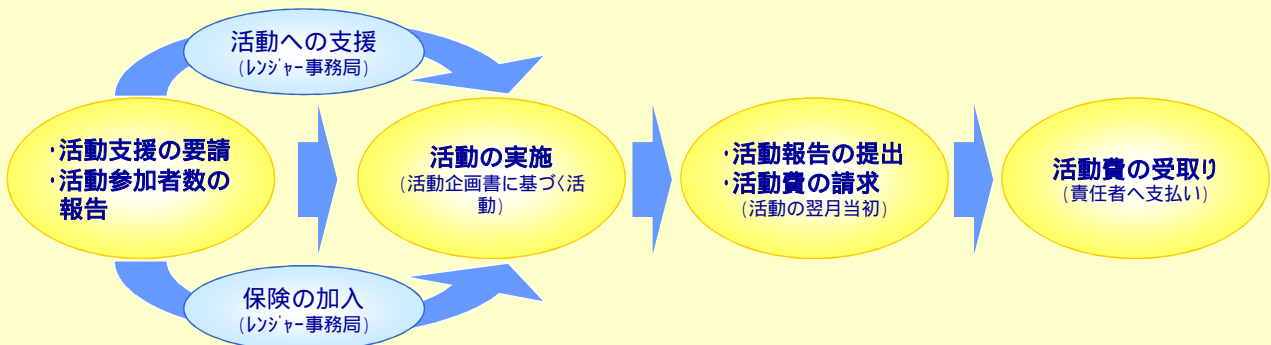 活動への支援
(ﾚﾝｼﾞｬｰ事務局)
･活動支援の要請
･活動参加者数の
報告
活動の実施
(活動企画書に基づく活
動)
･活動報告の提出
･活動費の請求
(活動の翌月当初)
活動費の受取り
(責任者へ支払い)
保険の加入
(ﾚﾝｼﾞｬｰ事務局)